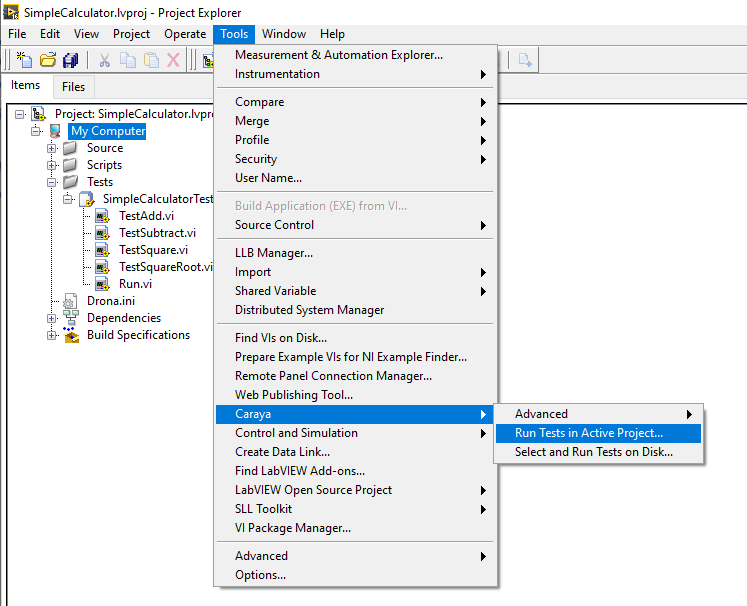 SimpleCalculator.lvproj - Project Explorer
File Edit View Project Operate Tools Window Help
Items Files
Project: SimpleCalculator.lvpr
My Computer
Source
Scripts
Tests
SimpleCalculatorTest
TestAdd.vi
TestSubtract.vi
TestSquare.vi
TestSquareRoot.vi
Run.vi
Drona.ini
Dependencies
Build Specifications
Measurement & Automation Explorer...
Instrumentation
Compare
Merge
Profile
Security
User Name...
Build Application (EXE) from VI...
Source Control
LLB Manager...
Import
Shared Variable
Distributed System Manager
Find VIs on Disk...
Prepare Example VIs for NI Example Finder...
Remote Panel Connection Manager...
Web Publishing Tool...
Caraya
Control and Simulation
Create Data Link...
Find LabVIEW Add-ons...
LabVIEW Open Source Project
SLL Toolkit
VI Package Manager...
Advanced
Options...
Advanced
Run Tests in Active Project...
Select and Run Tests on Disk...